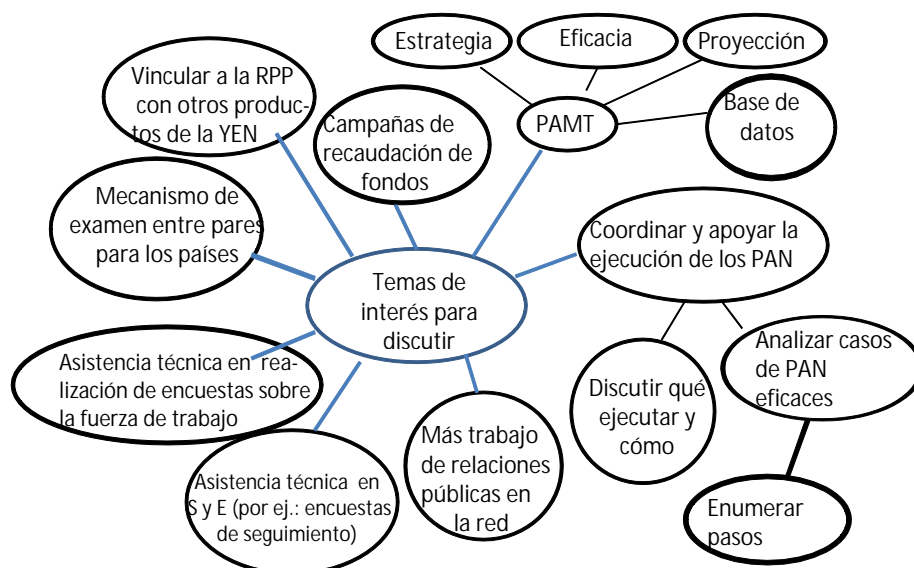 Estrategia
Eficacia
Proyección
Vincular a la RPP
con otros produc-
tos de la YEN
Campañas de
recaudación de
fondos
PAMT
Base de
datos
Mecanismo de
examen entre pares
para los países
Temas de
interés para
discutir
Coordinar y apoyar la
ejecución de los PAN
Asistencia técnica en rea-
lización de encuestas sobre
la fuerza de trabajo
Discutir qué
ejecutar y
cómo
Analizar casos
de PAN
eficaces
Asistencia técnica en
S y E (por ej.: encuestas
de seguimiento)
Más trabajo
de relaciones
públicas en
la red
Enumerar
pasos